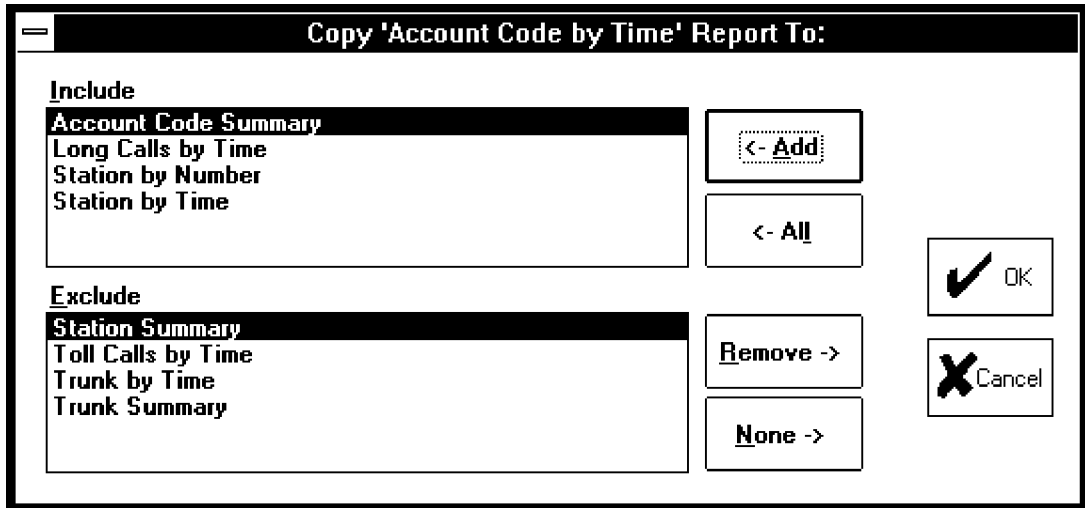 Copy 'Account Code by Time' Report To:
Include
Account Code Summary
Long Calls by Time
Station by Number
Station by Time
<- Add
<- All
Exclude
Station Summary
Toll Calls by Time
Trunk by Time
Trunk Summary
Remove ->
None ->
OK
Cancel